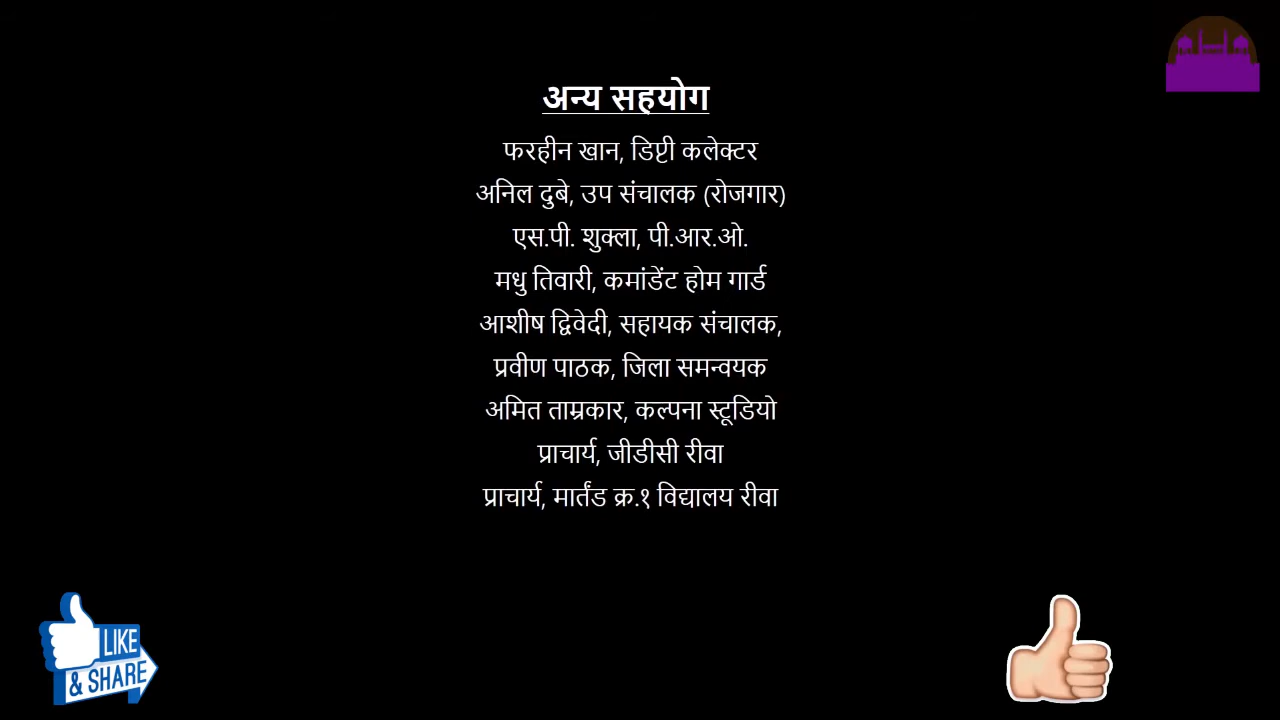 अन्य सहयोग
फरहीन खान, डिप्टी कलेक्टर
अनिल दुबे, उप संचालक (रोजगार)
एस.पी. शुक्ला, पी.आर.ओ.
मधु तिवारी, कमांडेंट होम गार्ड
आशीष द्विवेदी, सहायक संचालक,
प्रवीण पाठक, जिला समन्वयक
अमित ताम्रकार, कल्पना स्टूडियो
प्राचार्य, जीडीसी रीवा
प्राचार्य, मार्तंड क्र.१ विद्यालय रीवा
LIKE
& SHARE